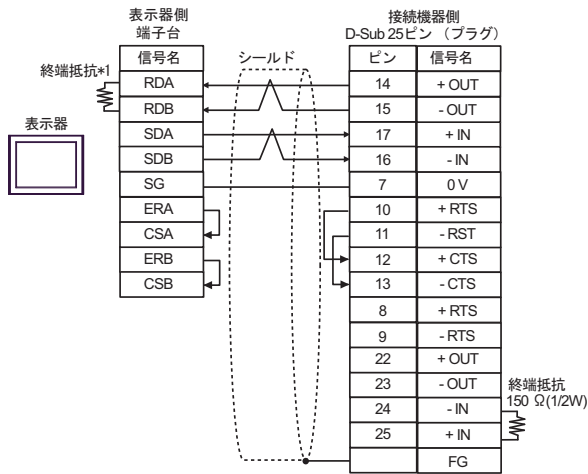 表示器側
端子台
接続機器側
D-Sub 25ピン （プラグ）
信号名
シールド
ピン
信号名
終端抵抗*1
RDA
14
+ OUT
RDB
15
- OUT
表示器
SDA
17
+ IN
SDB
16
- IN
SG
7
0 V
ERA
10
+ RTS
CSA
11
- RST
ERB
12
+ CTS
CSB
13
- CTS
8
+ RTS
9
- RTS
22
+ OUT
23
- OUT
終端抵抗
150 Ω(1/2W)
24
- IN
25
+ IN
FG